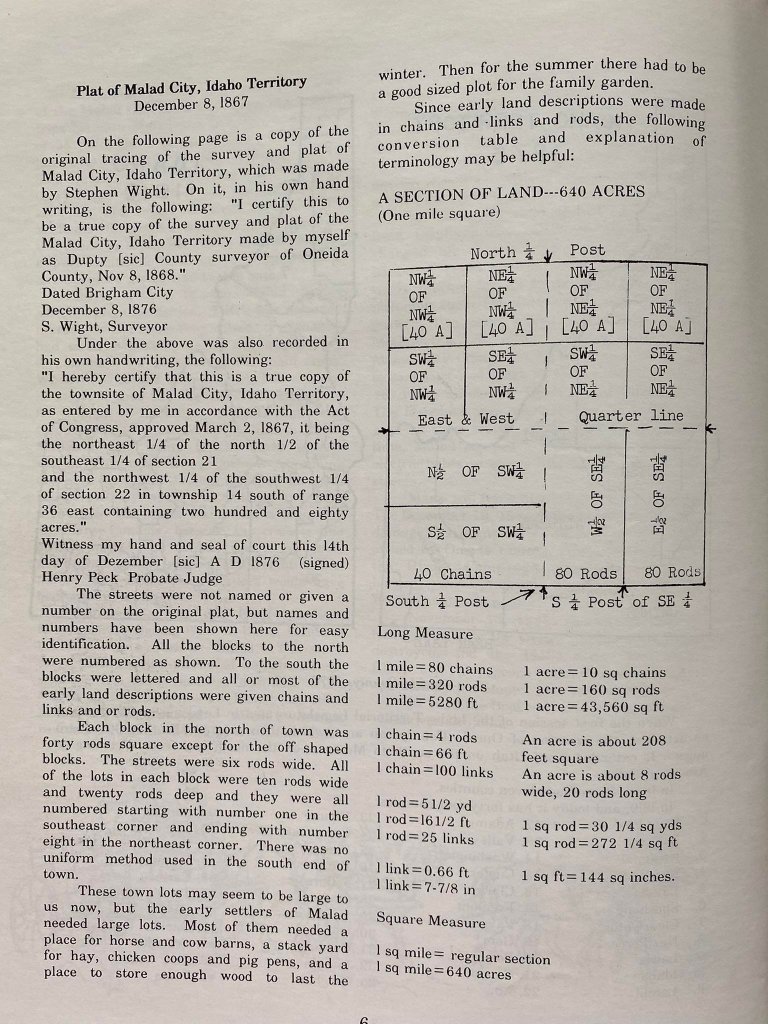 Plat of Malad City, Idaho Territory
December 8, 1867
On the following page is a copy of the
original tracing of the survey and plat of
Malad City, Idaho Territory, which was made
by Stephen Wight. On it, in his own hand
writing, is the following: "I certify this to
be a true copy of the survey and plat of the
Malad City, Idaho Territory made by myself
as Dupty [sic] County surveyor of Oneida
County, Nov 8, 1868."
Dated Brigham City
December 8, 1876
S. Wight, Surveyor
Under the above was also recorded in
his own handwriting, the following:
"I hereby certify that this is a true copy of
the townsite of Malad City, Idaho Territory,
as entered by me in accordance with the Act
of Congress, approved March 2, 1867, it being
the northeast 1/4 of the north 1/2 of the
southeast 1/4 of section 21
and the northwest 1/4 of the southwest 1/4
of section 22 in township 14 south of range
36 east containing two hundred and eighty
acres."
Witness my hand and seal of court this 14th
day of Dezember [sic] A D 1876 (signed)
Henry Peck Probate Judge
The streets were not named or given a
number on the original plat, but names and
numbers have been shown here for easy
identification. All the blocks to the north
were numbered as shown. To the south the
blocks were lettered and all or most of the
early land descriptions were given chains and
links and or rods.
Each block in the north of town was
forty rods square except for the off shaped
blocks. The streets were six rods wide. All
of the lots in each block were ten rods wide
and twenty rods deep and they were all
numbered starting with number one in the
southeast corner and ending with number
eight in the northeast corner. There was no
uniform method used in the south end of
town.
These town lots may seem to be large to
us now, but the early settlers of Malad
needed large lots. Most of them needed a
place for horse and cow barns, a stack yard
for hay, chicken coops and pig pens, and a
place to store enough wood to last the
winter. Then for the summer there had to be
a good sized plot for the family garden.
Since early land descriptions were made
in chains and links and rods, the following
conversion table and explanation of
terminology may be helpful:
A SECTION OF LAND---640 ACRES
(One mile square)
North ¼ Post
NW¼ NE¼ NW¼ NE¼
OF OF OF OF
NW¼ NW¼ NE¼ NE¼
[40 A] [40 A] [40 A] [40 A]
SW¼ SE¼ SW¼ SE¼
OF OF OF OF
NW¼ NW¼ NE¼ NE¼
East & West Quarter line
N½ OF SW¼
W½ OF SE¼
E½ OF SE¼
S½ OF SW¼
40 Chains 80 Rods 80 Rods
South ¼ Post S ¼ Post of SE ¼
Long Measure
1 mile=80 chains
1 mile=320 rods
1 mile=5280 ft
1 chain=4 rods
1 chain=66 ft
1 chain=100 links
1 rod=5 1/2 yd
1 rod=16 1/2 ft
1 rod=25 links
1 link=0.66 ft
1 link=7-7/8 in
Square Measure
1 sq mile= regular section
1 sq mile=640 acres
1 acre=10 sq chains
1 acre=160 sq rods
1 acre=43,560 sq ft
An acre is about 208
feet square
An acre is about 8 rods
wide, 20 rods long
1 sq rod=30 1/4 sq yds
1 sq rod=272 1/4 sq ft
1 sq ft=144 sq inches.
6